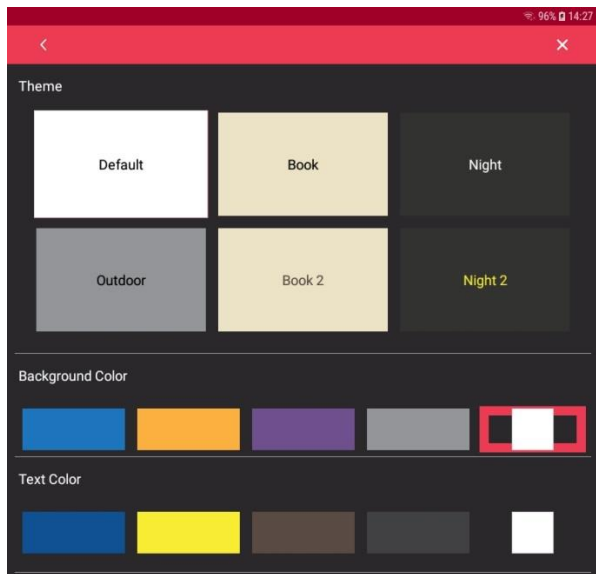 96% 14:27
Theme
Default Book Night
Outdoor Book 2 Night 2
Background Color
Text Color